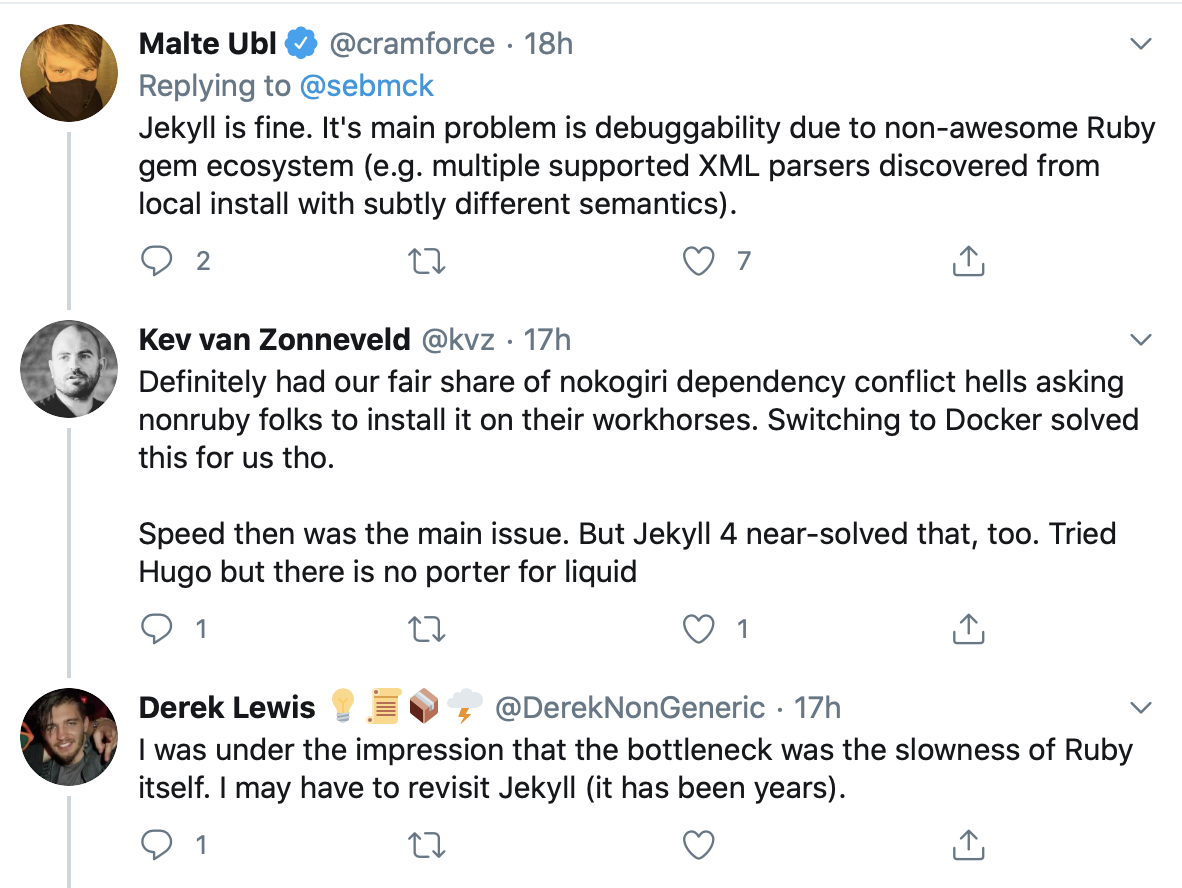 Malte Ubl @cramforce · 18h
Replying to @sebmck
Jekyll is fine. It's main problem is debuggability due to non-awesome Ruby
gem ecosystem (e.g. multiple supported XML parsers discovered from
local install with subtly different semantics).
2 7
Kev van Zonneveld @kvz · 17h
Definitely had our fair share of nokogiri dependency conflict hells asking
nonruby folks to install it on their workhorses. Switching to Docker solved
this for us tho.
Speed then was the main issue. But Jekyll 4 near-solved that, too. Tried
Hugo but there is no porter for liquid
1 1
Derek Lewis 💡📜📦🌩️ @DerekNonGeneric · 17h
I was under the impression that the bottleneck was the slowness of Ruby
itself. I may have to revisit Jekyll (it has been years).
1